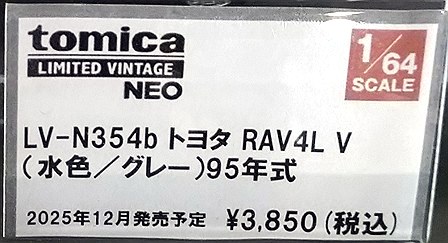 tomica
LIMITED VINTAGE
NEO
1/64
SCALE
LV-N354b トヨタ RAV4L V
(水色/グレー)95年式
2025年12月発売予定 ¥3,850(税込)